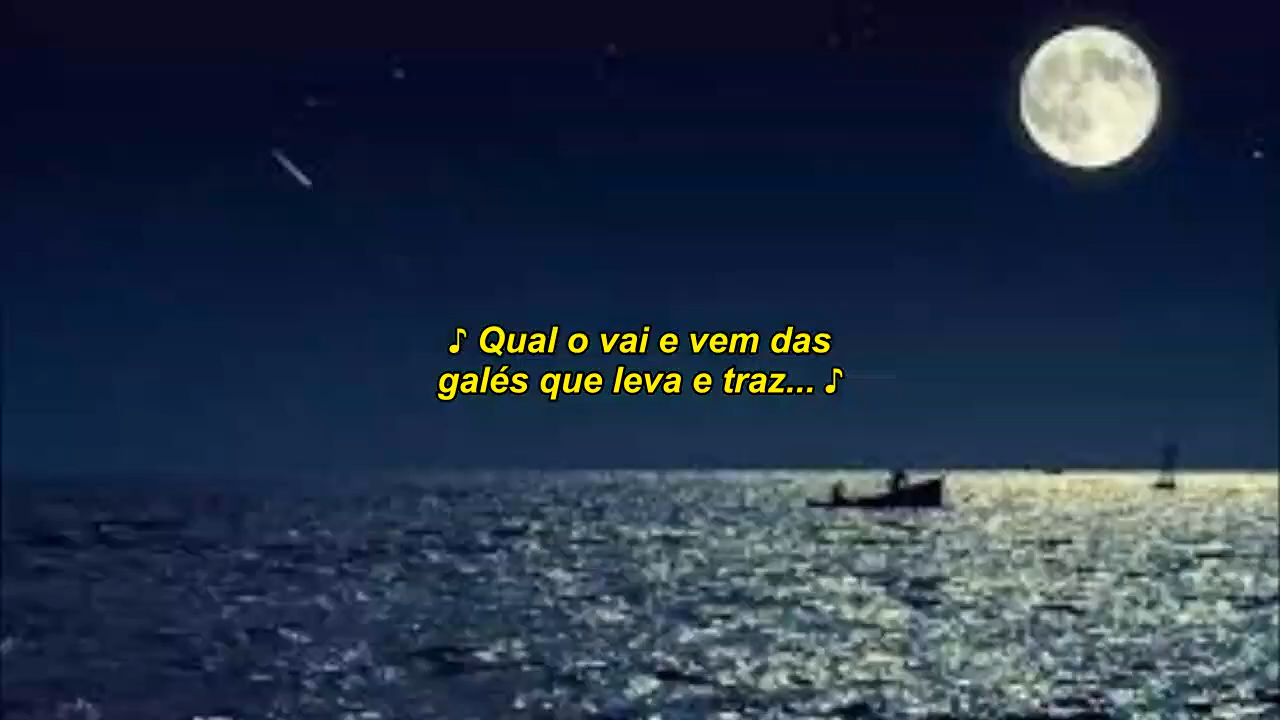 ♪ Qual o vai e vem das
galés que leva e traz... ♪